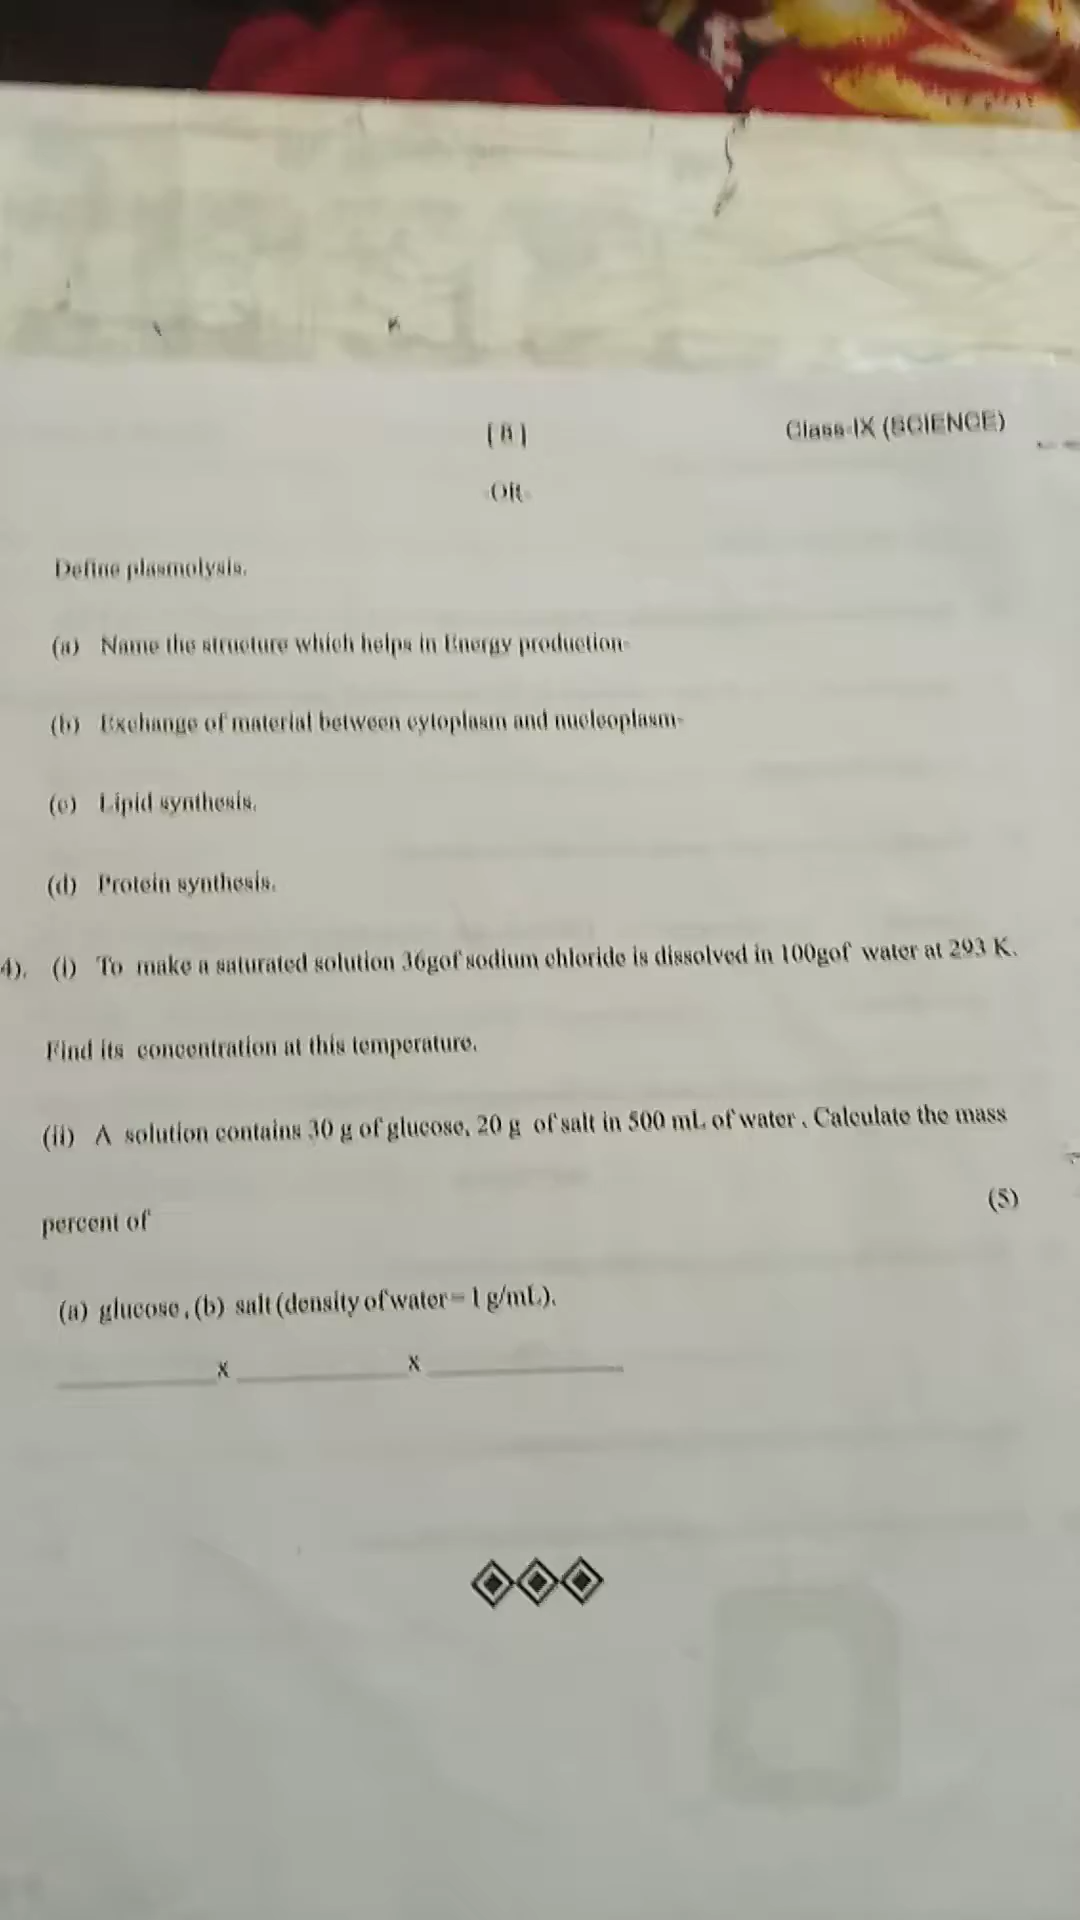 [8]
Class-IX (SCIENCE)
-OR-
Define plasmolysis.
(a) Name the structure which helps in Energy production-
(b) Exchange of material between cytoplasm and nucleoplasm-
(c) Lipid synthesis.
(d) Protein synthesis.
4). (i) To make a saturated solution 36gof sodium chloride is dissolved in 100gof water at 293 K.
Find its concentration at this temperature.
(ii) A solution contains 30 g of glucose, 20 g of salt in 500 mL of water. Calculate the mass
percent of
(5)
(a) glucose, (b) salt (density of water = 1 g/mL).
x x